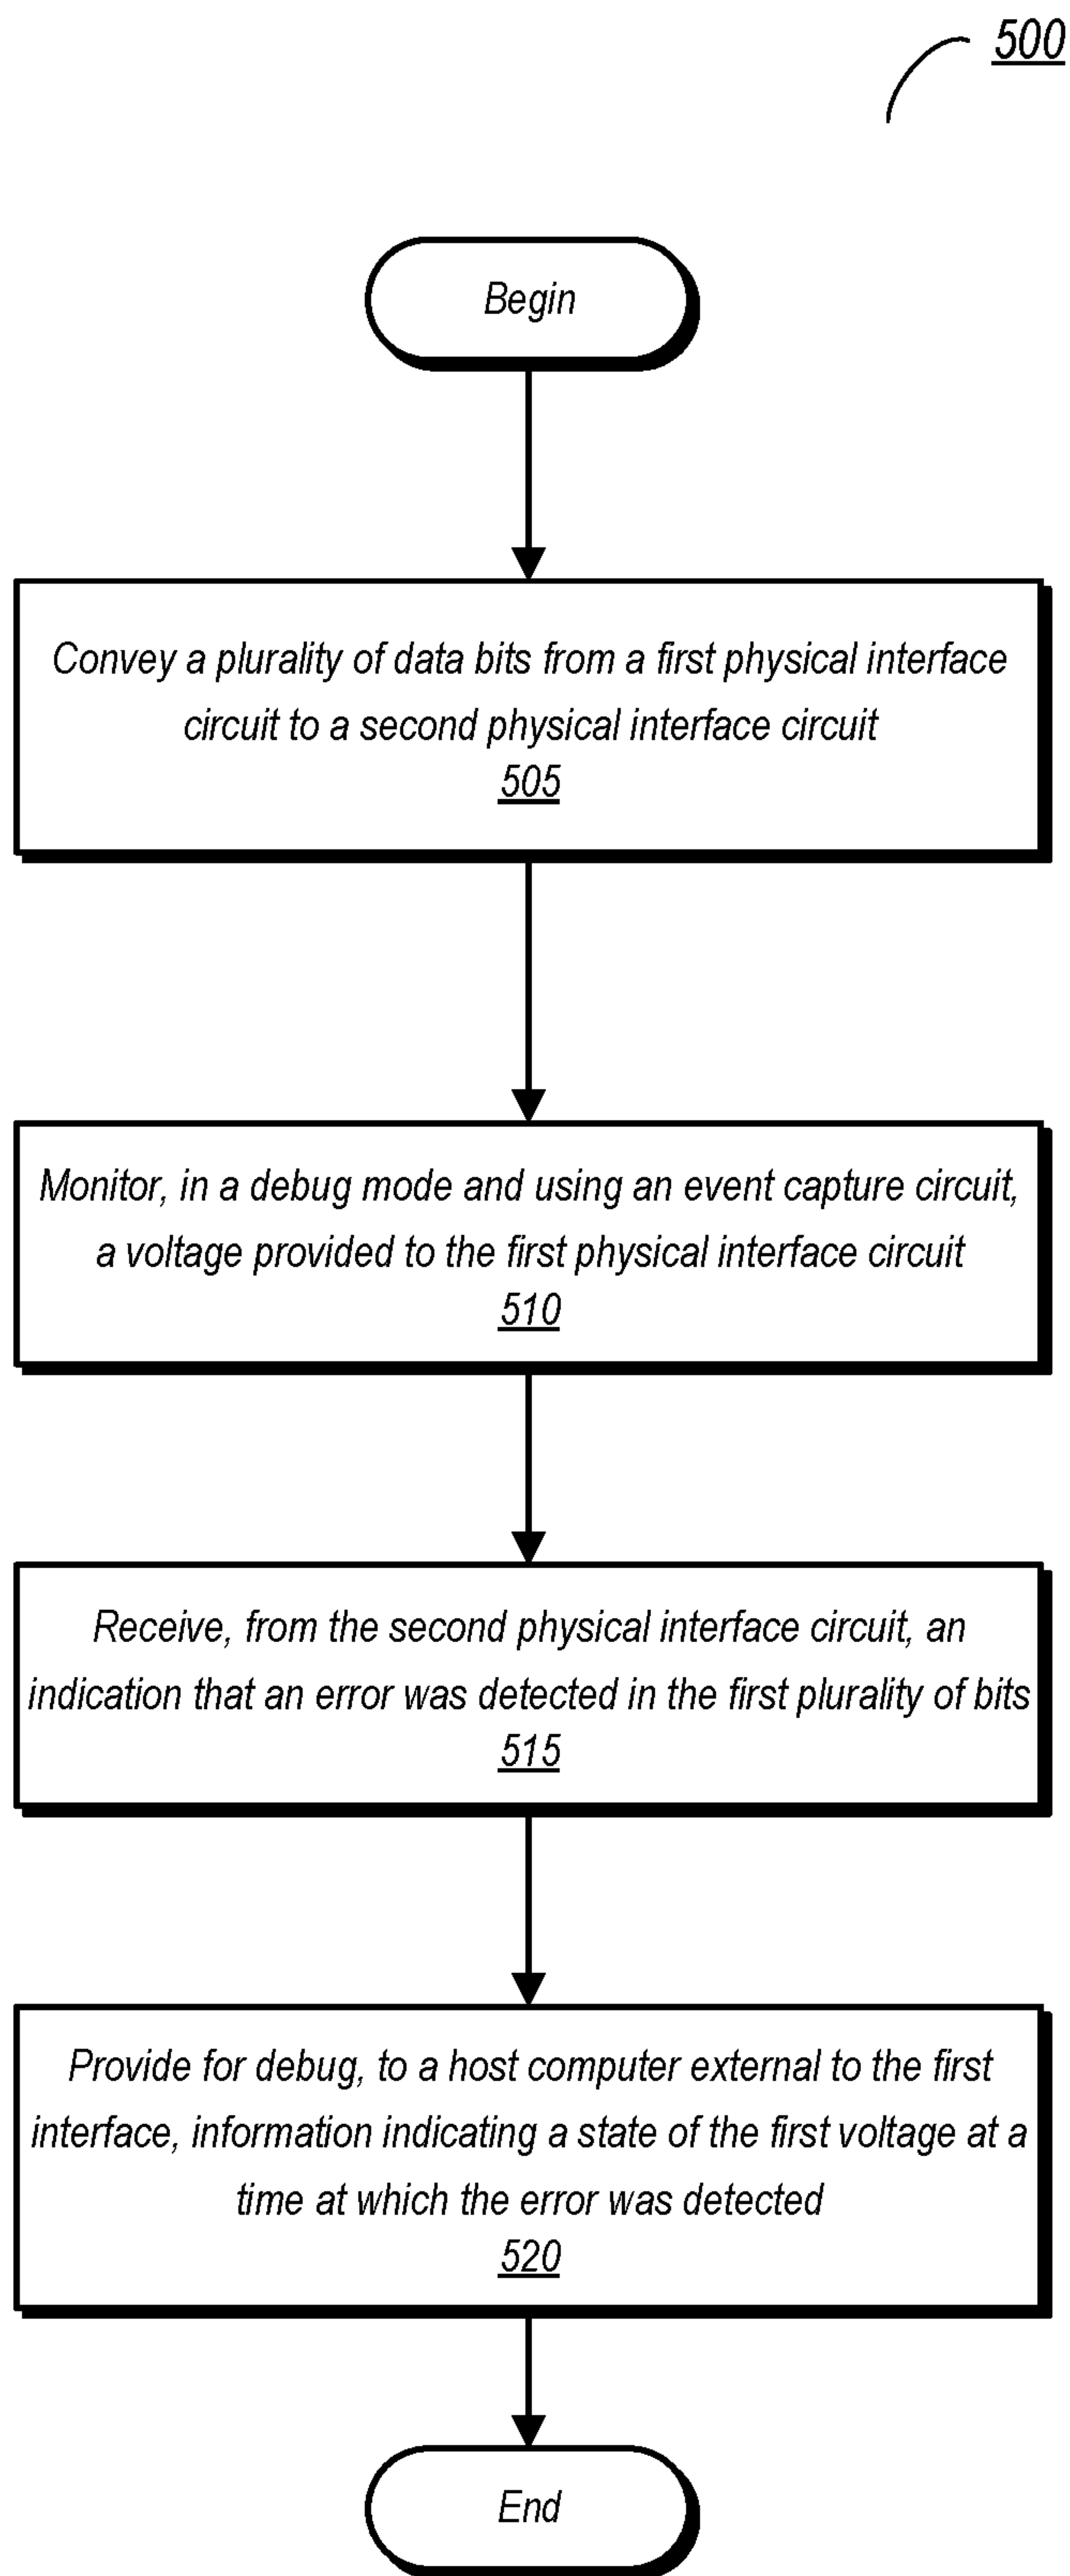 500
Begin
Convey a plurality of data bits from a first physical interface
circuit to a second physical interface circuit
505
Monitor, in a debug mode and using an event capture circuit,
a voltage provided to the first physical interface circuit
510
Receive, from the second physical interface circuit, an
indication that an error was detected in the first plurality of bits
515
Provide for debug, to a host computer external to the first
interface, information indicating a state of the first voltage at a
time at which the error was detected
520
End